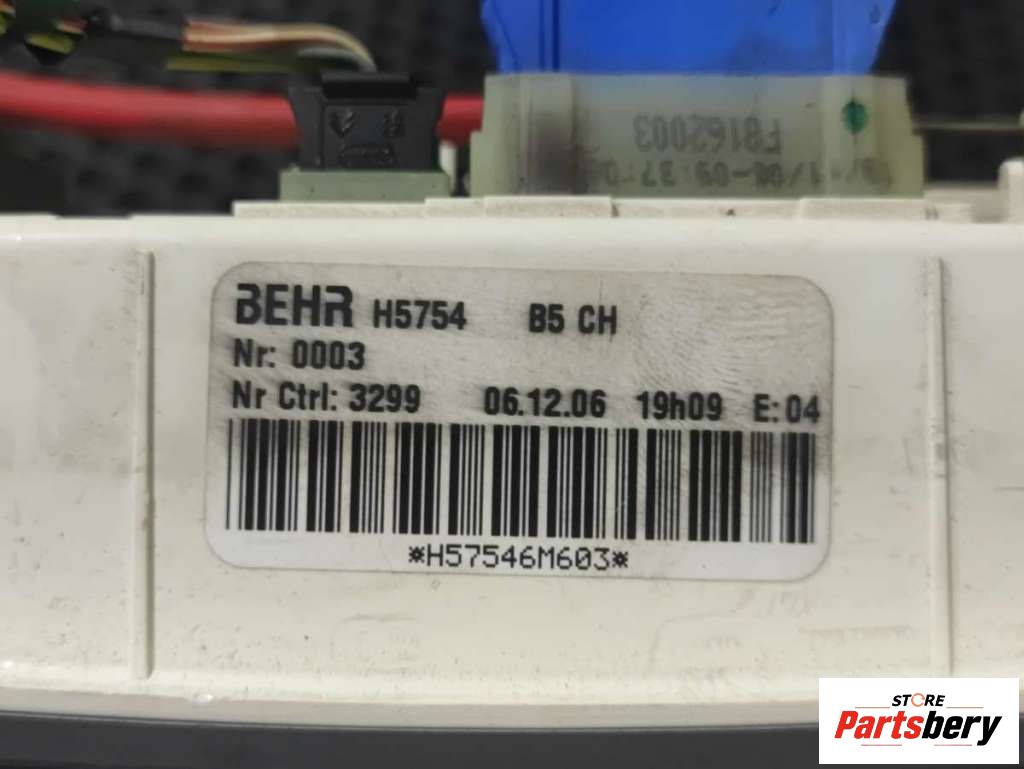 F8162003
BEHR H5754 B5 CH
Nr: 0003
Nr Ctrl: 3299 06.12.06 19h09 E: 04
*H57546M603*
STORE
Partsbery